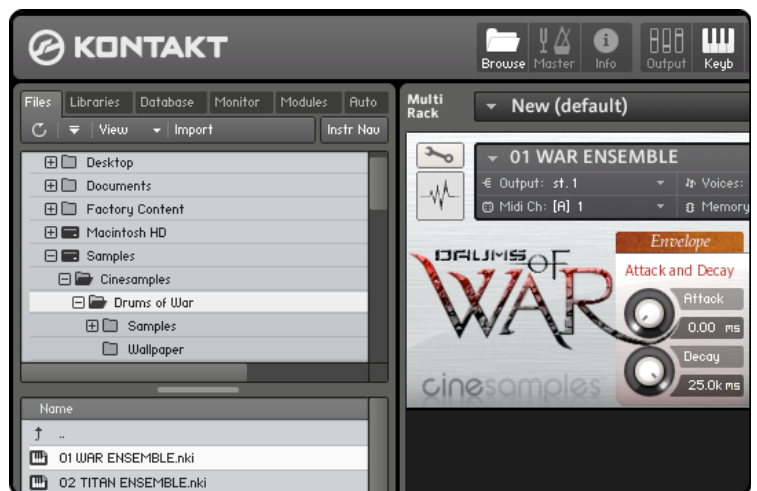 KONTAKT
Browse Master Info Output Keyb
Files Libraries Database Monitor Modules Auto
View Import Instr Nav
Desktop
Documents
Factory Content
Macintosh HD
Samples
Cinesamples
Drums of War
Samples
Wallpaper
Name
..
01 WAR ENSEMBLE.nki
02 TITAN ENSEMBLE.nki
Multi
Rack
New (default)
01 WAR ENSEMBLE
Output: st.1 Voices:
Midi Ch: [A] 1 Memory
DRUMS OF
WAR
cinesamples
Envelope
Attack and Decay
Attack
0.00 ms
Decay
25.0k ms